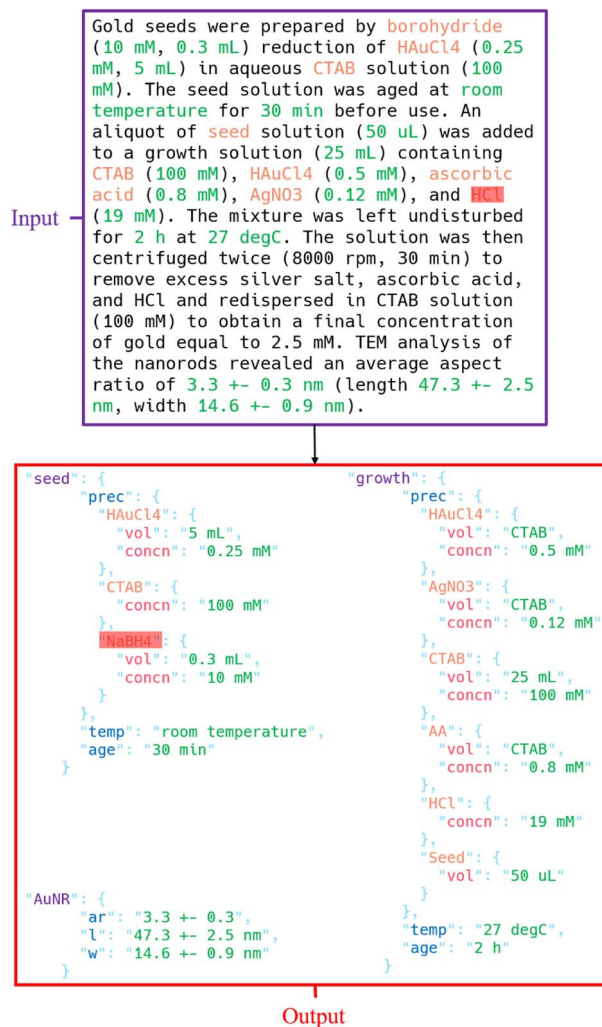 Gold seeds were prepared by borohydride
(10 mM, 0.3 mL) reduction of HAuCl4 (0.25
mM, 5 mL) in aqueous CTAB solution (100
mM). The seed solution was aged at room
temperature for 30 min before use. An
aliquot of seed solution (50 uL) was added
to a growth solution (25 mL) containing
CTAB (100 mM), HAuCl4 (0.5 mM), ascorbic
acid (0.8 mM), AgNO3 (0.12 mM), and HCl
(19 mM). The mixture was left undisturbed
for 2 h at 27 degC. The solution was then
centrifuged twice (8000 rpm, 30 min) to
remove excess silver salt, ascorbic acid,
and HCl and redispersed in CTAB solution
(100 mM) to obtain a final concentration
of gold equal to 2.5 mM. TEM analysis of
the nanorods revealed an average aspect
ratio of 3.3 +- 0.3 nm (length 47.3 +- 2.5
nm, width 14.6 +- 0.9 nm).
Input
"seed": {
"prec": {
"HAuCl4": {
"vol": "5 mL",
"concn": "0.25 mM"
},
"CTAB": {
"concn": "100 mM"
},
"NaBH4": {
"vol": "0.3 mL",
"concn": "10 mM"
}
},
"temp": "room temperature",
"age": "30 min"
}
"AuNR": {
"ar": "3.3 +- 0.3",
"l": "47.3 +- 2.5 nm",
"w": "14.6 +- 0.9 nm"
}
"growth": {
"prec": {
"HAuCl4": {
"vol": "CTAB",
"concn": "0.5 mM"
},
"AgNO3": {
"vol": "CTAB",
"concn": "0.12 mM"
},
"CTAB": {
"vol": "25 mL",
"concn": "100 mM"
},
"AA": {
"vol": "CTAB",
"concn": "0.8 mM"
},
"HCl": {
"concn": "19 mM"
},
"Seed": {
"vol": "50 uL"
}
},
"temp": "27 degC",
"age": "2 h"
}
Output